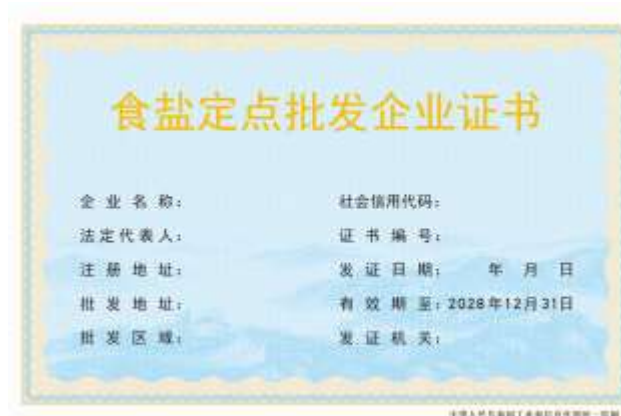 食盐定点批发企业证书
企业名称： 社会信用代码：
法定代表人： 证书编号：
注册地址： 发证日期： 年 月 日
批发地址： 有效期至：2028年12月31日
批发区域： 发证机关：